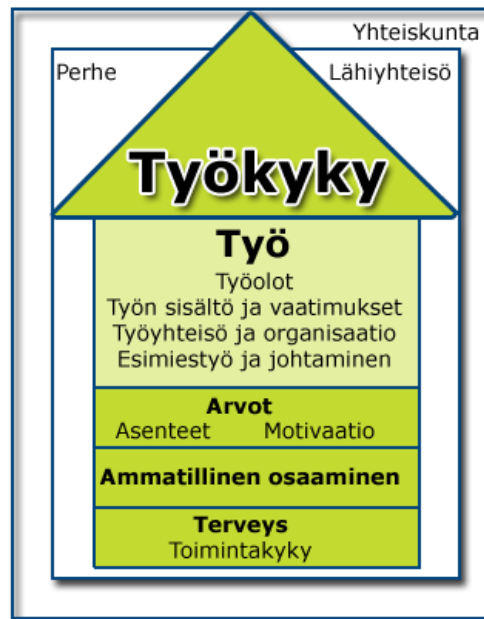 Yhteiskunta
Perhe
Lähiyhteisö
Työkyky
Työ
Työolot
Työn sisältö ja vaatimukset
Työyhteisö ja organisaatio
Esimiestyö ja johtaminen
Arvot
Asenteet Motivaatio
Ammatillinen osaaminen
Terveys
Toimintakyky